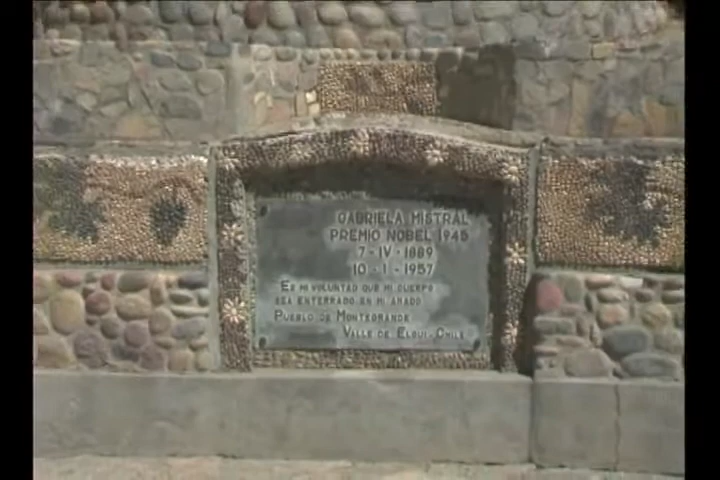 GABRIELA MISTRAL
PREMIO NOBEL 1945
7-IV-1889
10-I-1957
ES MI VOLUNTAD QUE MI CUERPO
SEA ENTERRADO EN MI AMADO
PUEBLO DE MONTEGRANDE
VALLE DE ELQUI-CHILE